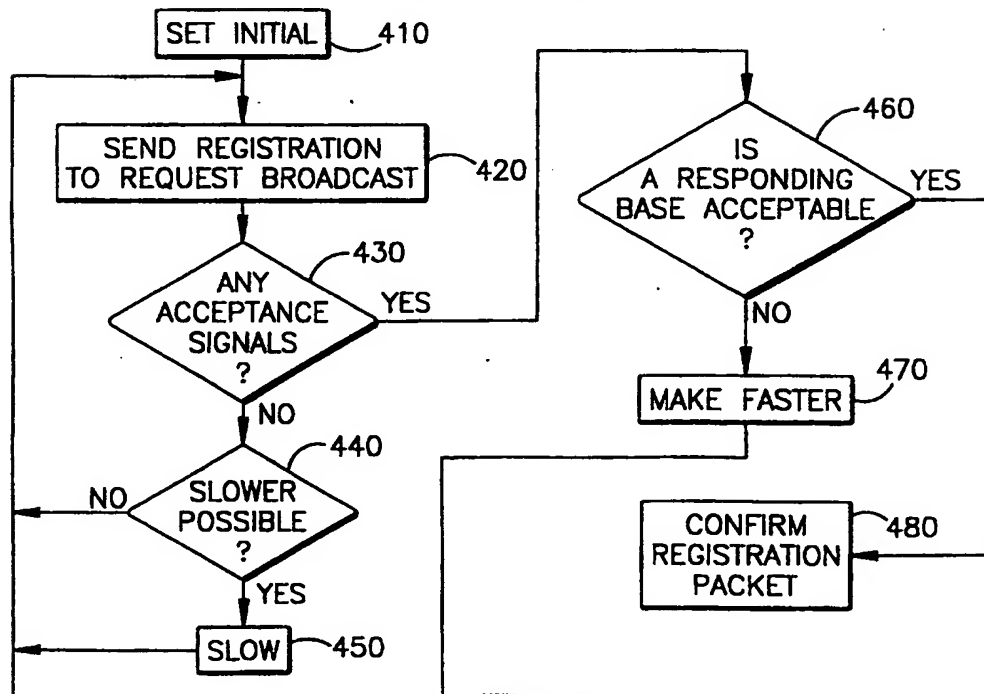 SET INITIAL
410
SEND REGISTRATION
TO REQUEST BROADCAST
420
ANY
ACCEPTANCE
SIGNALS
?
430
YES
NO
440
SLOWER
POSSIBLE
?
NO
YES
SLOW
450
460
IS
A RESPONDING
BASE ACCEPTABLE
?
YES
NO
470
MAKE FASTER
CONFIRM
REGISTRATION
PACKET
480